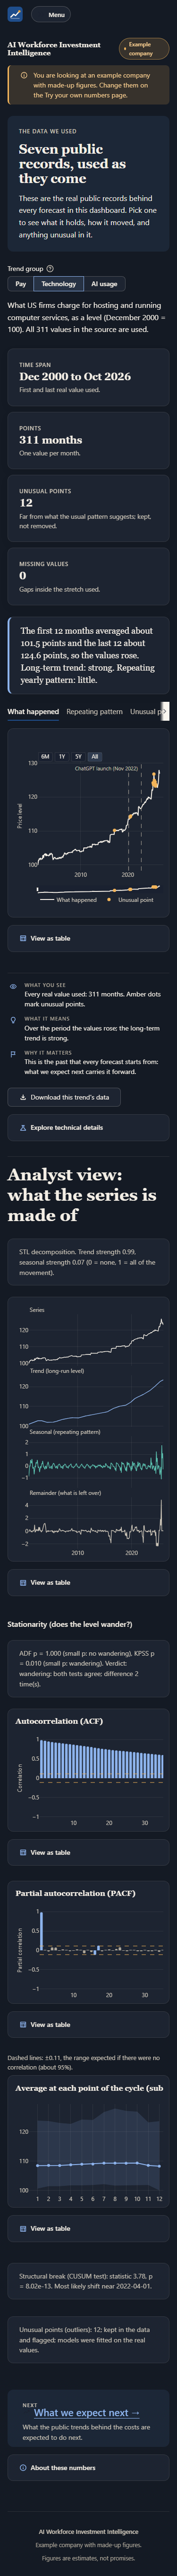 Menu
AI Workforce Investment
Intelligence
Example
company
You are looking at an example company
with made-up figures. Change them on
the Try your own numbers page.
THE DATA WE USED
Seven public
records, used as
they come
These are the real public records behind
every forecast in this dashboard. Pick one
to see what it holds, how it moved, and
anything unusual in it.
Trend group ?
Pay Technology AI usage
What US firms charge for hosting and running
computer services, as a level (December 2000 =
100). All 311 values in the source are used.
TIME SPAN
Dec 2000 to Oct 2026
First and last real value used.
POINTS
311 months
One value per month.
UNUSUAL POINTS
12
Far from what the usual pattern suggests; kept,
not removed.
MISSING VALUES
0
Gaps inside the stretch used.
The first 12 months averaged about
101.5 points and the last 12 about
124.6 points, so the values rose.
Long-term trend: strong. Repeating
yearly pattern: little.
What happened Repeating pattern Unusual p
6M 1Y 5Y All
130
ChatGPT launch (Nov 2022)
120
Price level
110
100
2010 2020
What happened Unusual point
View as table
WHAT YOU SEE
Every real value used: 311 months. Amber dots
mark unusual points.
WHAT IT MEANS
Over the period the values rose; the long-term
trend is strong.
WHY IT MATTERS
This is the past that every forecast starts from:
what we expect next carries it forward.
Download this trend's data
Explore technical details
Analyst view:
what the series is
made of
STL decomposition. Trend strength 0.99,
seasonal strength 0.07 (0 = none, 1 = all of the
movement).
Series
120
110
100
Trend (long-run level)
120
110
100
Seasonal (repeating pattern)
2
1
0
−1
Remainder (what is left over)
4
2
0
−2
2010 2020
View as table
Stationarity (does the level wander?)
ADF p = 1.000 (small p: no wandering), KPSS p
= 0.010 (small p: wandering). Verdict:
wandering: both tests agree; difference 2
time(s).
Autocorrelation (ACF)
1
0.5
0
−0.5
−1
Correlation
10 20 30
View as table
Partial autocorrelation (PACF)
1
0.5
0
−0.5
−1
Partial correlation
10 20 30
View as table
Dashed lines: ±0.11, the range expected if there were no
correlation (about 95%).
Average at each point of the cycle (sub
120
110
100
1 2 3 4 5 6 7 8 9 10 11 12
View as table
Structural break (CUSUM test): statistic 3.78, p
= 8.02e-13. Most likely shift near 2022-04-01.
Unusual points (outliers): 12; kept in the data
and flagged; models were fitted on the real
values.
NEXT
What we expect next →
What the public trends behind the costs are
expected to do next.
About these numbers
AI Workforce Investment Intelligence
Example company with made-up figures.
Figures are estimates, not promises.